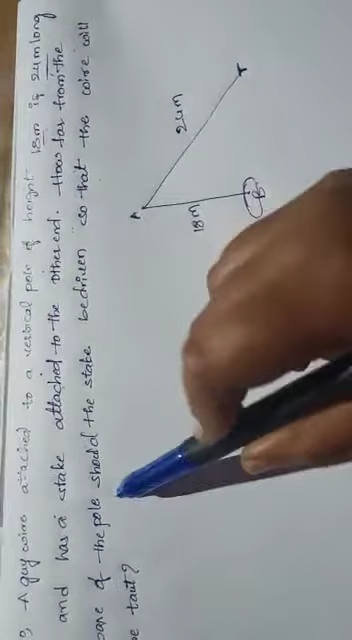 9, A guy wire attached to a vertical pole of height 18m is 24m long
and has a stake attached to the other end. How far from the
base of the pole should the stake be driven so that the wire will
be taut?
A
24m
18m
B